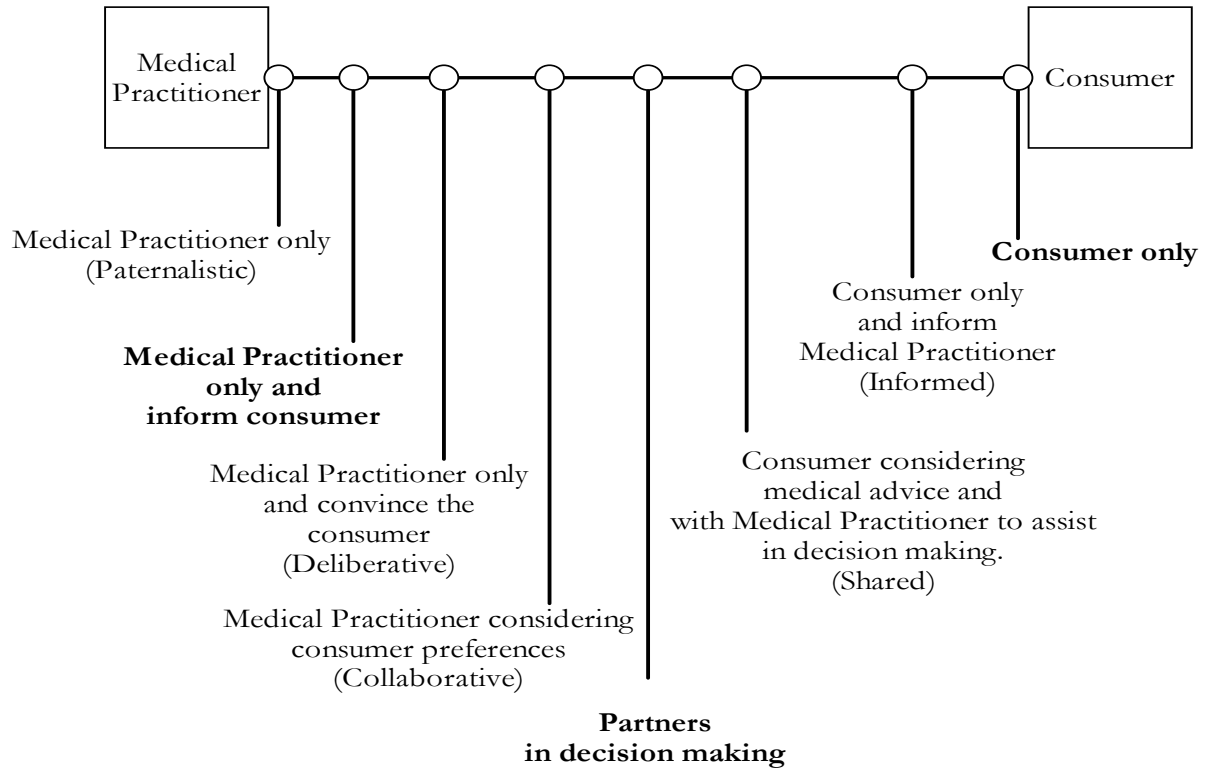 Medical
Practitioner
Consumer
Medical Practitioner only
(Paternalistic)
Medical Practitioner
only and
inform consumer
Medical Practitioner only
and convince the
consumer
(Deliberative)
Medical Practitioner considering
consumer preferences
(Collaborative)
Partners
in decision making
Consumer considering
medical advice and
with Medical Practitioner to assist
in decision making.
(Shared)
Consumer only
and inform
Medical Practitioner
(Informed)
Consumer only